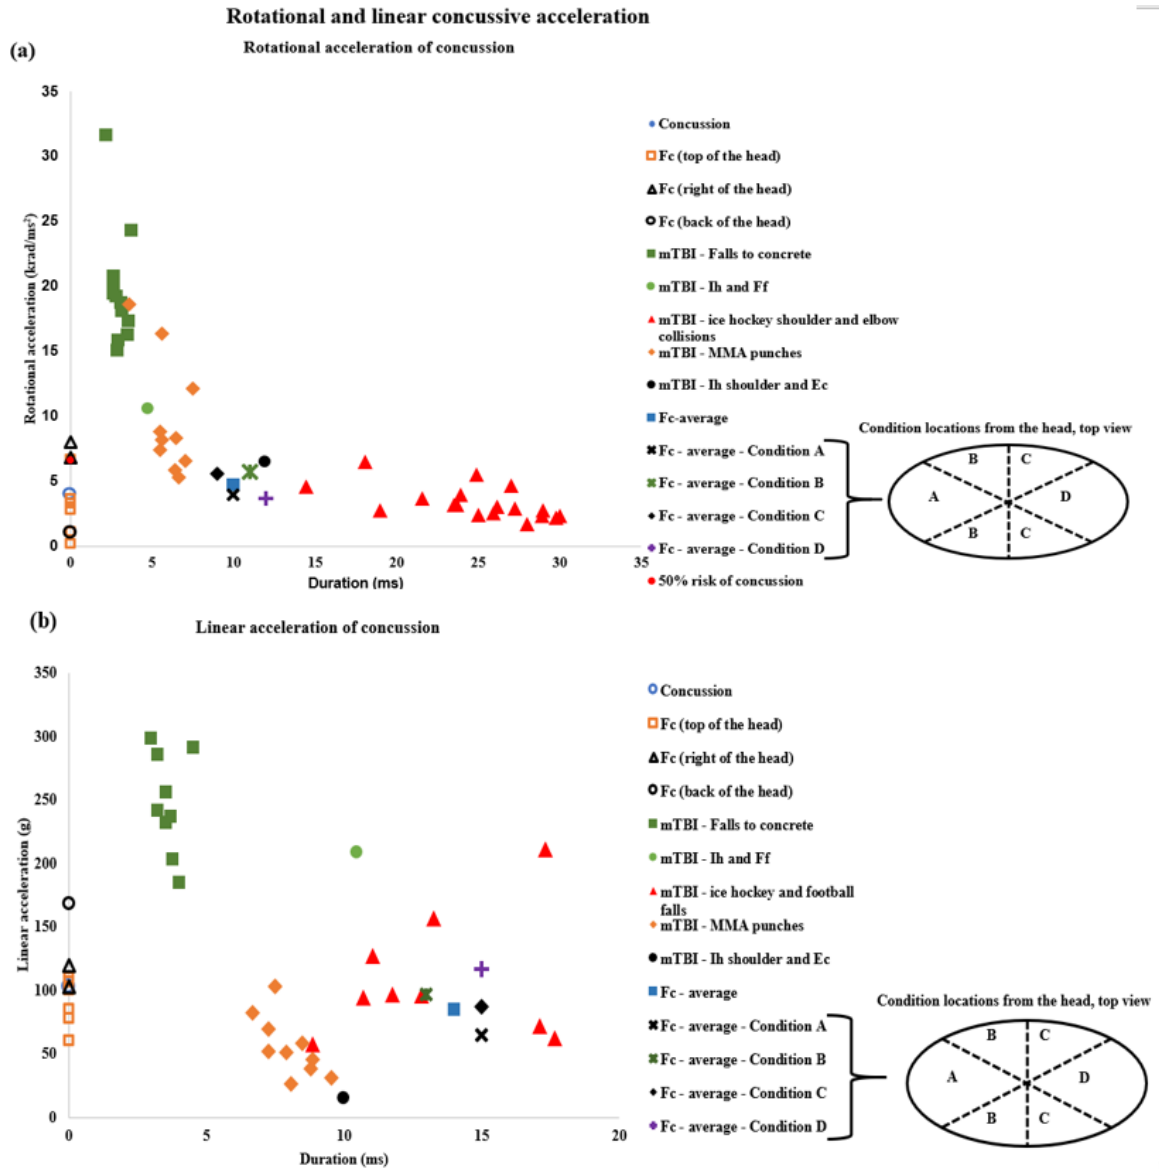 Rotational and linear concussive acceleration
(a)
Rotational acceleration of concussion
Rotational acceleration (krad/ms²)
35
30
25
20
15
10
5
0
0 5 10 15 20 25 30 35
Duration (ms)
Concussion
Fc (top of the head)
Fc (right of the head)
Fc (back of the head)
mTBI - Falls to concrete
mTBI - Ih and Ff
mTBI - ice hockey shoulder and elbow
collisions
mTBI - MMA punches
mTBI - Ih shoulder and Ec
Fc-average
Fc - average - Condition A
Fc - average - Condition B
Fc - average - Condition C
Fc - average - Condition D
50% risk of concussion
Condition locations from the head, top view
B C
A D
B C
(b)
Linear acceleration of concussion
Linear acceleration (g)
350
300
250
200
150
100
50
0
0 5 10 15 20
Duration (ms)
Concussion
Fc (top of the head)
Fc (right of the head)
Fc (back of the head)
mTBI - Falls to concrete
mTBI - Ih and Ff
mTBI - ice hockey and football
falls
mTBI - MMA punches
mTBI - Ih shoulder and Ec
Fc - average
Fc - average - Condition A
Fc - average - Condition B
Fc - average - Condition C
Fc - average - Condition D
Condition locations from the head, top view
B C
A D
B C